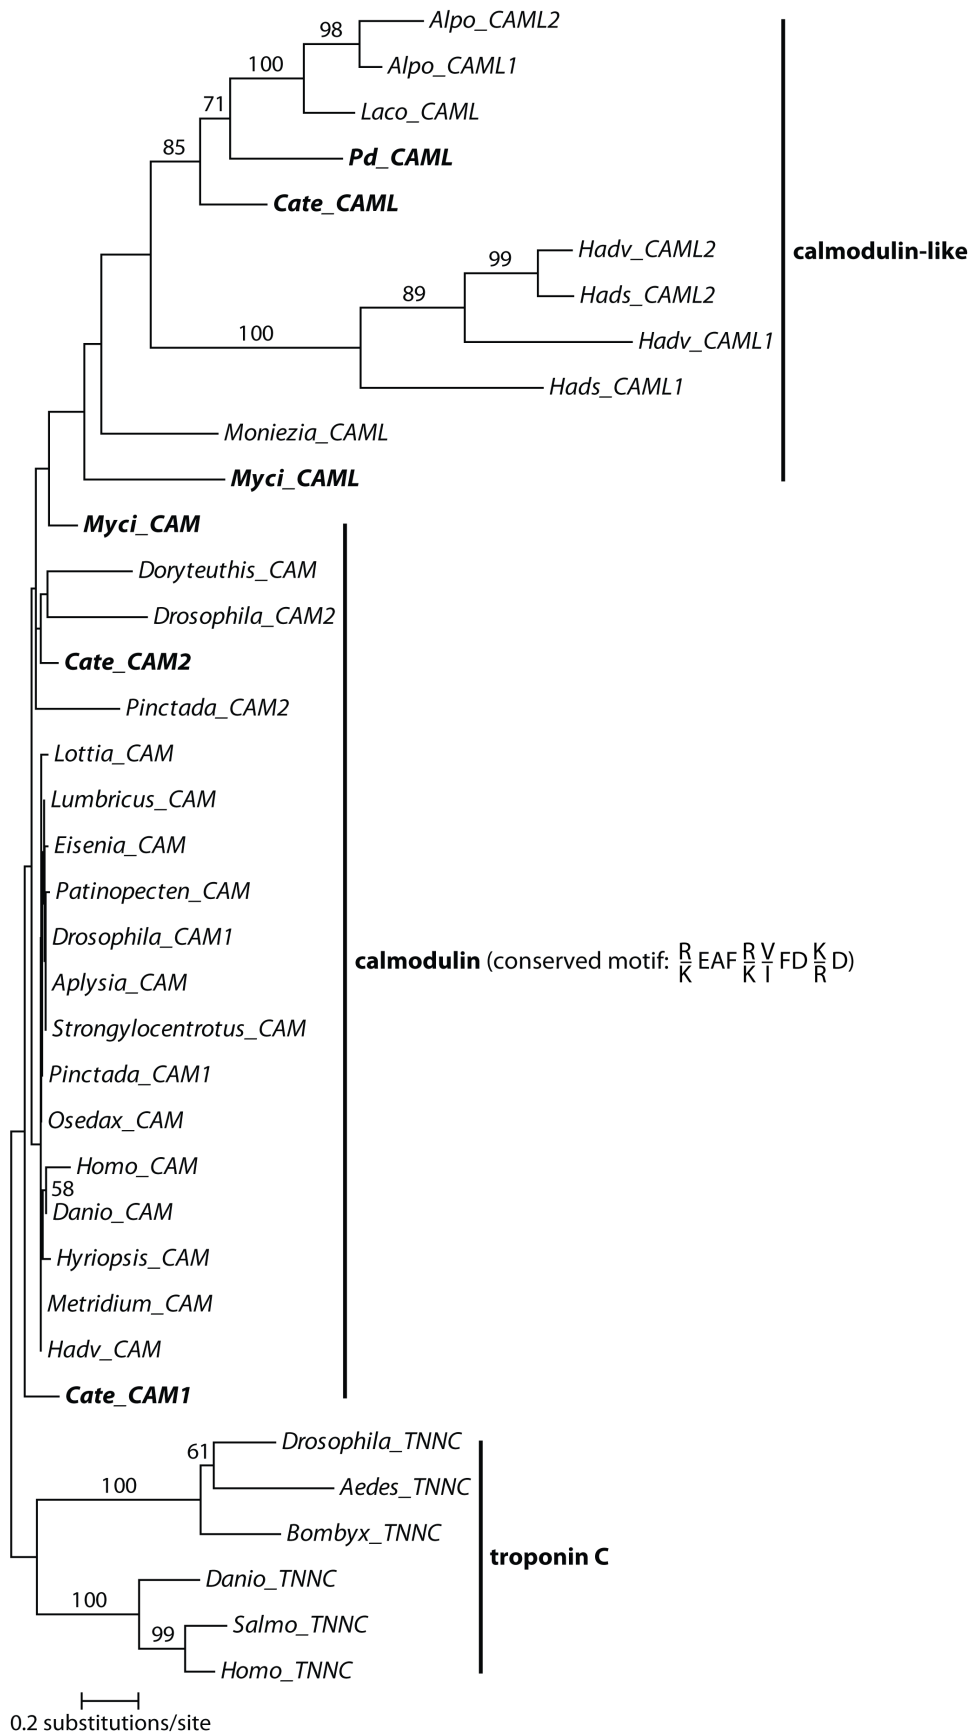 Alpo_CAML2
98
Alpo_CAML1
100
Laco_CAML
71
Pd_CAML
85
Cate_CAML
Hadv_CAML2
99
calmodulin-like
Hads_CAML2
89
Hadv_CAML1
100
Hads_CAML1
Moniezia_CAML
Myci_CAML
Myci_CAM
Doryteuthis_CAM
Drosophila_CAM2
Cate_CAM2
Pinctada_CAM2
Lottia_CAM
Lumbricus_CAM
Eisenia_CAM
Patinopecten_CAM
Drosophila_CAM1
calmodulin (conserved motif: R/K EAF R/K V/I FD K/R D)
Aplysia_CAM
Strongylocentrotus_CAM
Pinctada_CAM1
Osedax_CAM
Homo_CAM
58
Danio_CAM
Hyriopsis_CAM
Metridium_CAM
Hadv_CAM
Cate_CAM1
Drosophila_TNNC
61
Aedes_TNNC
100
Bombyx_TNNC
troponin C
Danio_TNNC
100
Salmo_TNNC
99
Homo_TNNC
0.2 substitutions/site